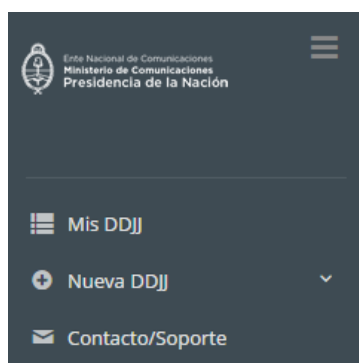 Ente Nacional de Comunicaciones
Ministerio de Comunicaciones
Presidencia de la Nación
Mis DDJJ
Nueva DDJJ
Contacto/Soporte